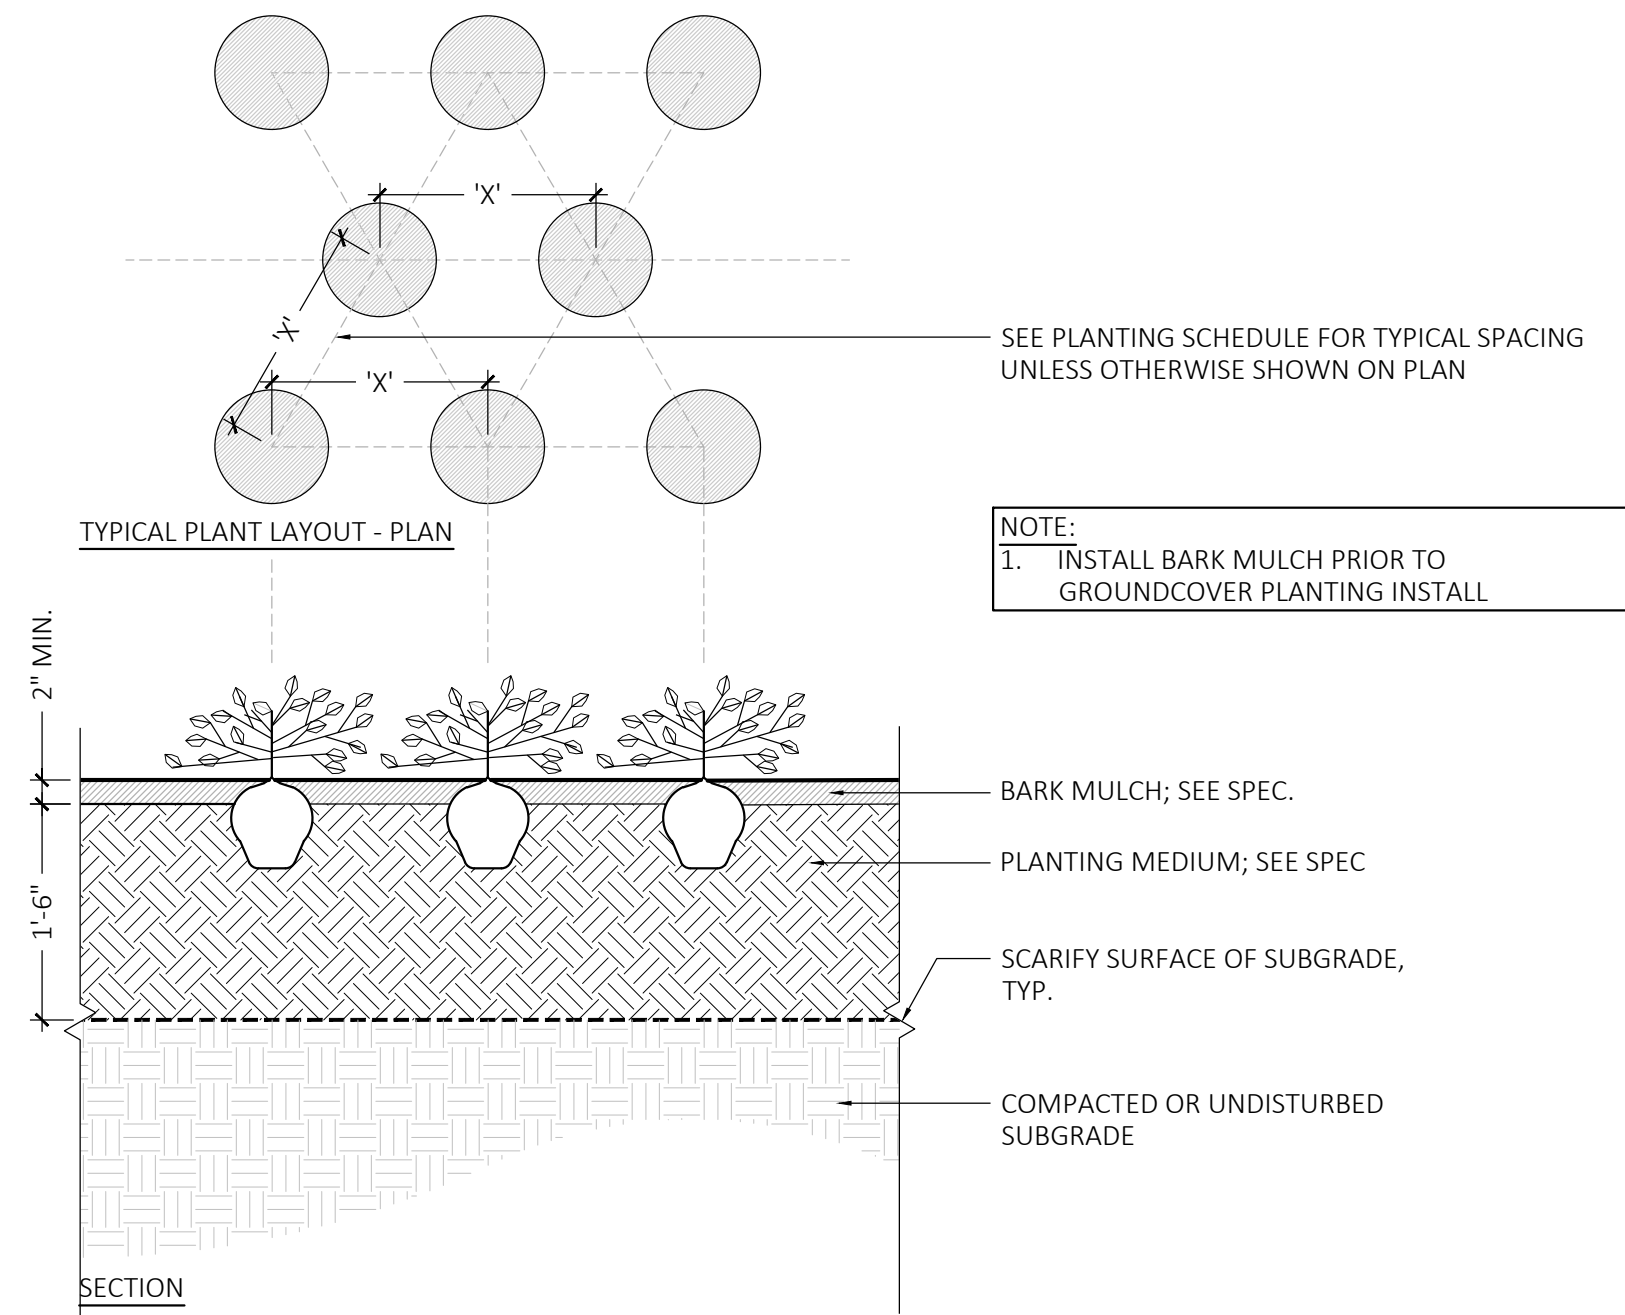 'X'
'X'
'X'
SEE PLANTING SCHEDULE FOR TYPICAL SPACING
UNLESS OTHERWISE SHOWN ON PLAN
TYPICAL PLANT LAYOUT - PLAN
NOTE:
1. INSTALL BARK MULCH PRIOR TO
GROUNDCOVER PLANTING INSTALL
2" MIN.
1'-6"
BARK MULCH; SEE SPEC.
PLANTING MEDIUM; SEE SPEC
SCARIFY SURFACE OF SUBGRADE,
TYP.
COMPACTED OR UNDISTURBED
SUBGRADE
SECTION